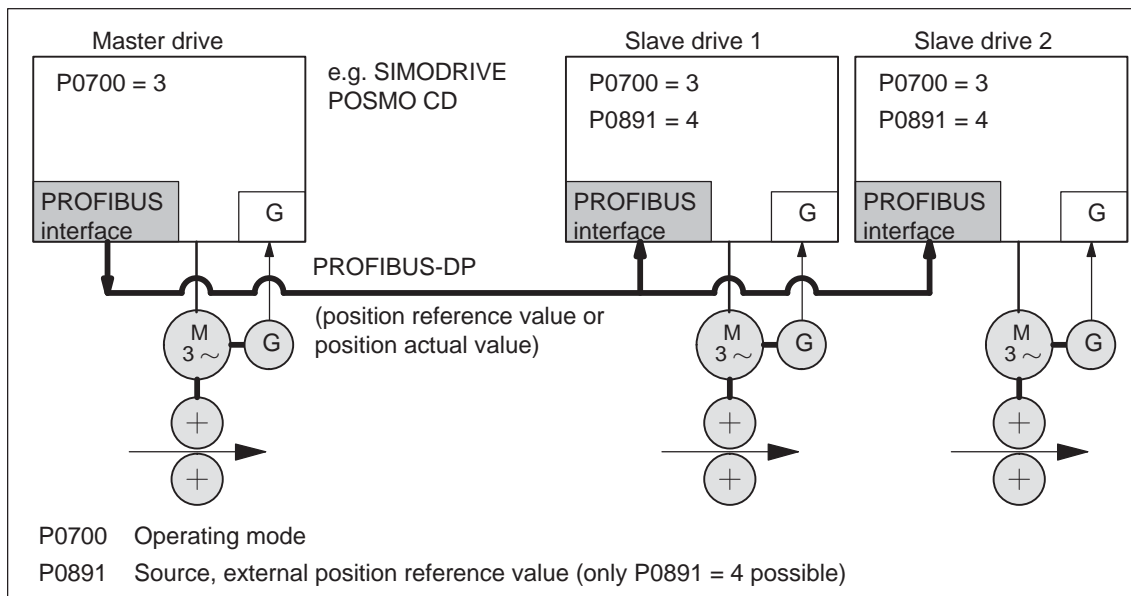 Master drive
P0700 = 3
e.g. SIMODRIVE
POSMO CD
PROFIBUS
interface
G
Slave drive 1
P0700 = 3
P0891 = 4
PROFIBUS
interface
G
Slave drive 2
P0700 = 3
P0891 = 4
PROFIBUS
interface
G
PROFIBUS-DP
(position reference value or
position actual value)
M
3 ~
G
M
3 ~
G
M
3 ~
G
+
+
+
+
+
+
P0700 Operating mode
P0891 Source, external position reference value (only P0891 = 4 possible)